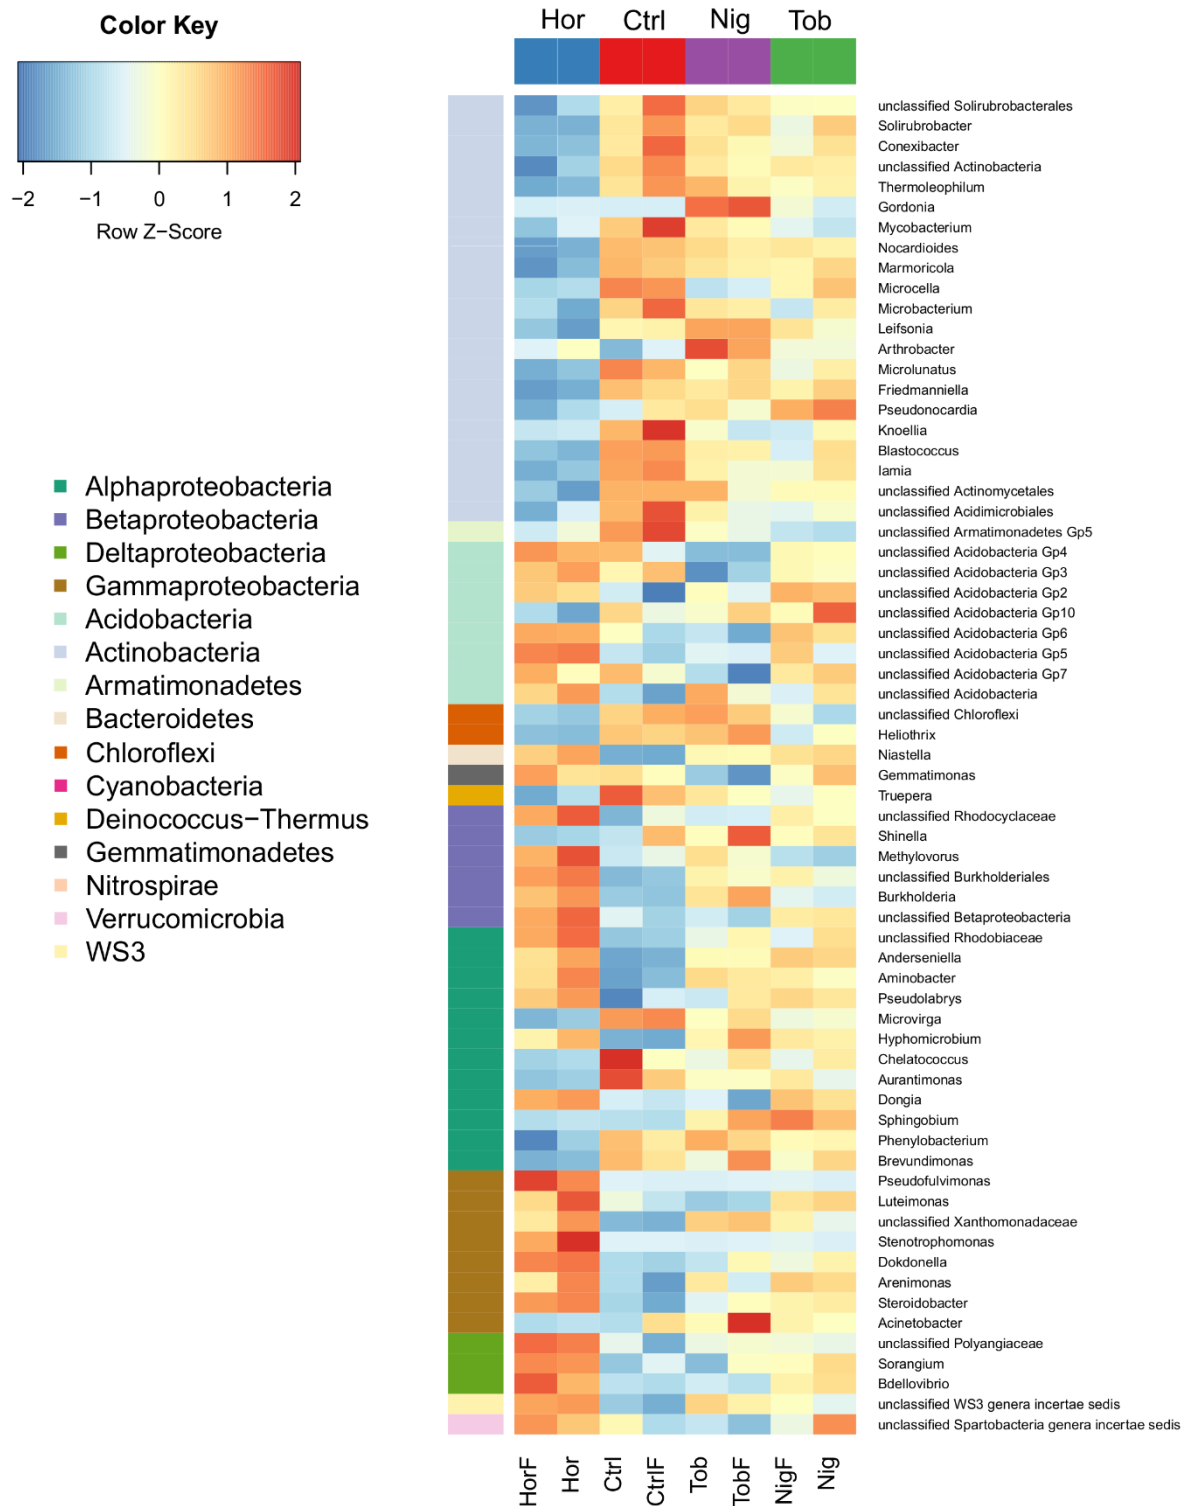 Color Key
−2 −1 0 1 2
Row Z−Score
Hor Ctrl Nig Tob
Alphaproteobacteria
Betaproteobacteria
Deltaproteobacteria
Gammaproteobacteria
Acidobacteria
Actinobacteria
Armatimonadetes
Bacteroidetes
Chloroflexi
Cyanobacteria
Deinococcus−Thermus
Gemmatimonadetes
Nitrospirae
Verrucomicrobia
WS3
unclassified Solirubrobacterales
Solirubrobacter
Conexibacter
unclassified Actinobacteria
Thermoleophilum
Gordonia
Mycobacterium
Nocardioides
Marmoricola
Microcella
Microbacterium
Leifsonia
Arthrobacter
Microlunatus
Friedmanniella
Pseudonocardia
Knoellia
Blastococcus
Iamia
unclassified Actinomycetales
unclassified Acidimicrobiales
unclassified Armatimonadetes Gp5
unclassified Acidobacteria Gp4
unclassified Acidobacteria Gp3
unclassified Acidobacteria Gp2
unclassified Acidobacteria Gp10
unclassified Acidobacteria Gp6
unclassified Acidobacteria Gp5
unclassified Acidobacteria Gp7
unclassified Acidobacteria
unclassified Chloroflexi
Heliothrix
Niastella
Gemmatimonas
Truepera
unclassified Rhodocyclaceae
Shinella
Methylovorus
unclassified Burkholderiales
Burkholderia
unclassified Betaproteobacteria
unclassified Rhodobiaceae
Anderseniella
Aminobacter
Pseudolabrys
Microvirga
Hyphomicrobium
Chelatococcus
Aurantimonas
Dongia
Sphingobium
Phenylobacterium
Brevundimonas
Pseudofulvimonas
Luteimonas
unclassified Xanthomonadaceae
Stenotrophomonas
Dokdonella
Arenimonas
Steroidobacter
Acinetobacter
unclassified Polyangiaceae
Sorangium
Bdellovibrio
unclassified WS3 genera incertae sedis
unclassified Spartobacteria genera incertae sedis
HorF Hor Ctrl CtrlF Tob TobF NigF Nig